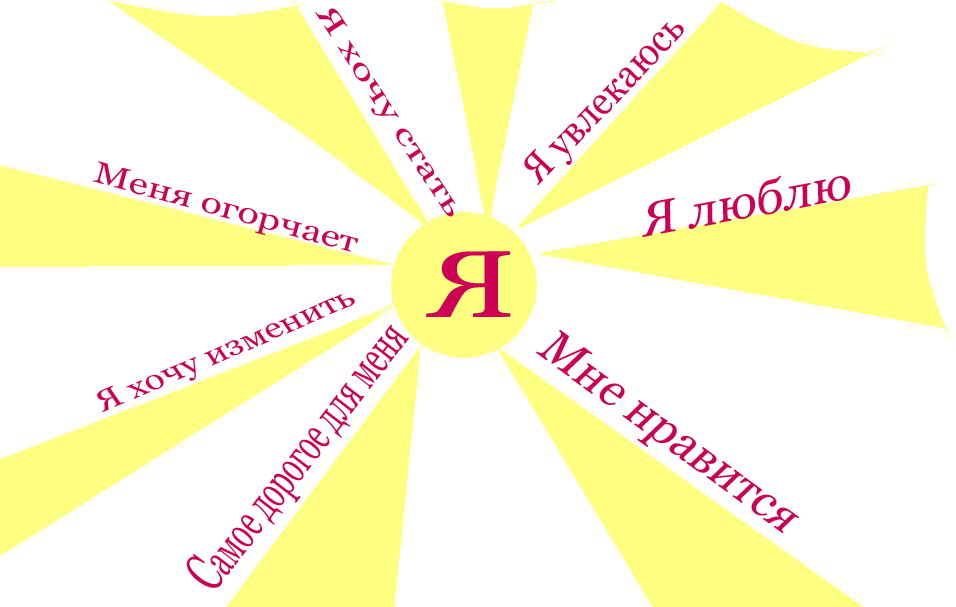 Я хочу стать
Я увлекаюсь
Меня огорчает
Я люблю
Я
Я хочу изменить
Самое дорогое для меня
Мне нравится